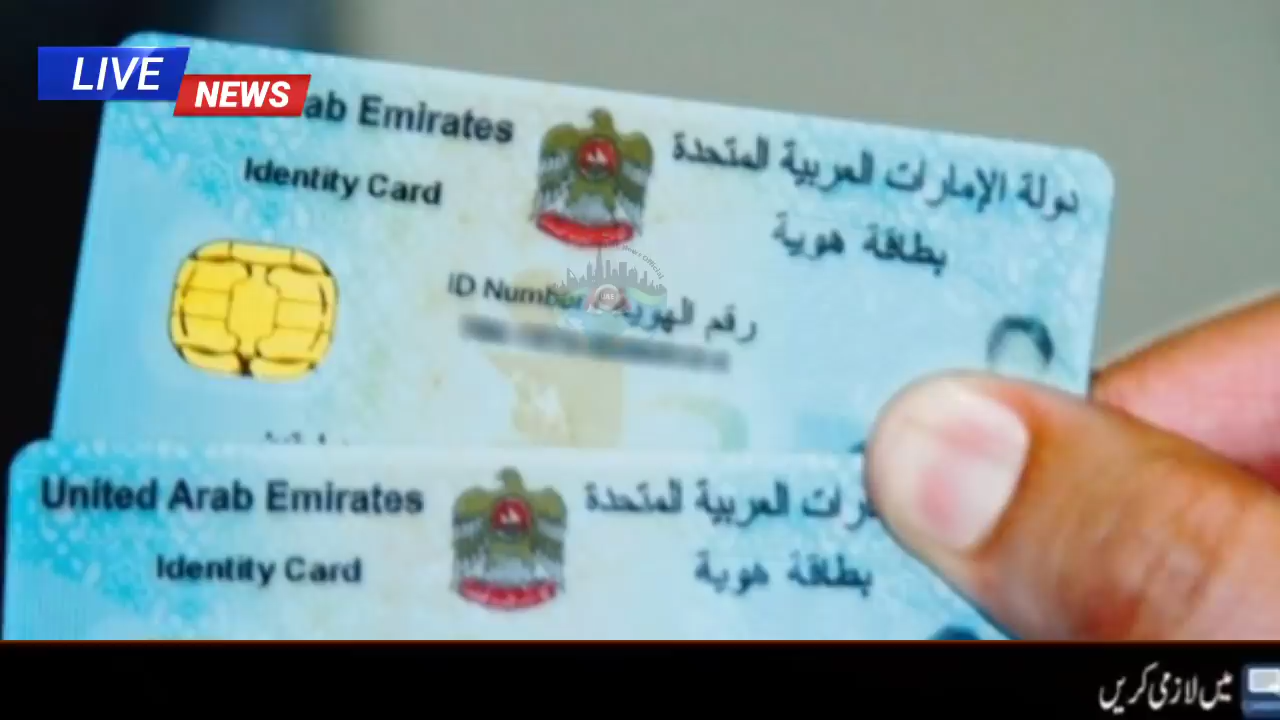 LIVE
NEWS
ab Emirates
دولة الإمارات العربية المتحدة
Identity Card
بطاقة هوية
ID Number
رقم الهوية
United Arab Emirates
رات العربية المتحدة
Identity Card
بطاقة هوية
میں لازمی کریں